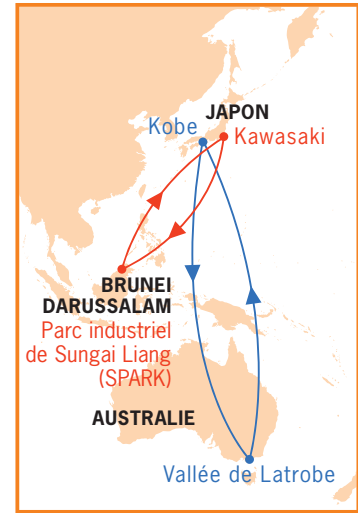 JAPON
Kobe
Kawasaki
BRUNEI
DARUSSALAM
Parc industriel
de Sungai Liang
(SPARK)
AUSTRALIE
Vallée de Latrobe